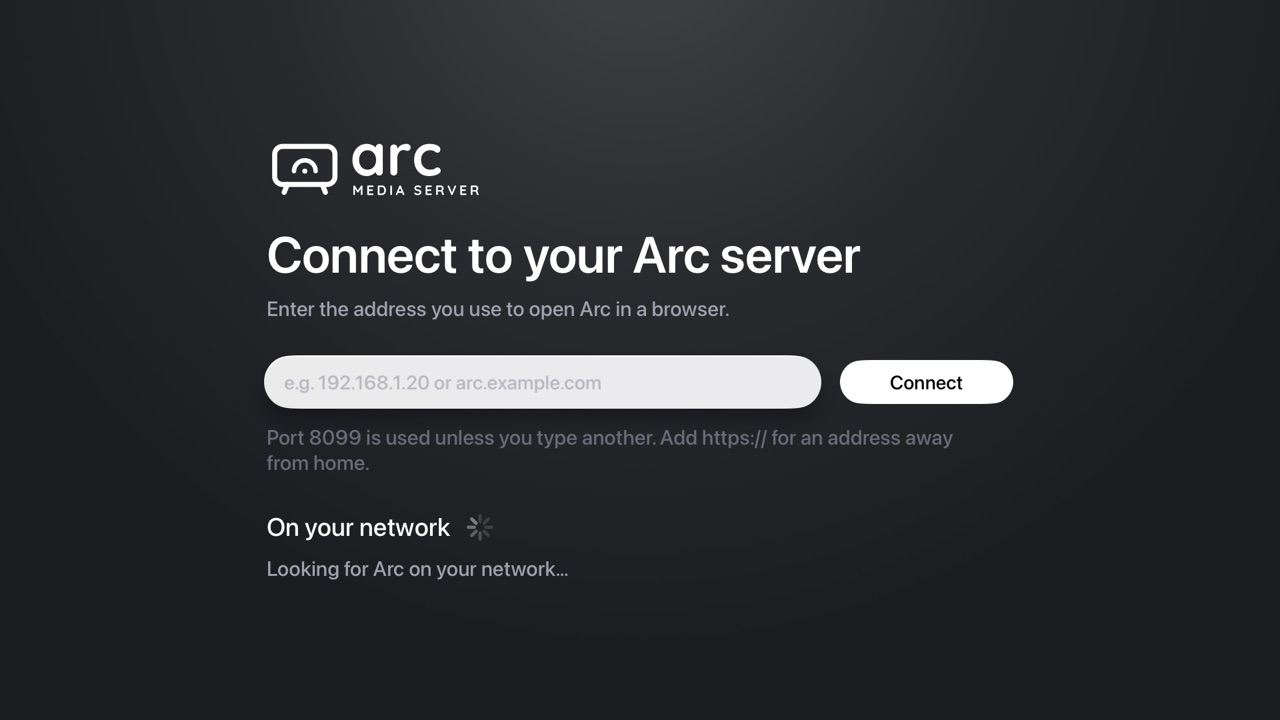 arc
MEDIA SERVER
Connect to your Arc server
Enter the address you use to open Arc in a browser.
e.g. 192.168.1.20 or arc.example.com
Connect
Port 8099 is used unless you type another. Add https:// for an address away
from home.
On your network
Looking for Arc on your network...